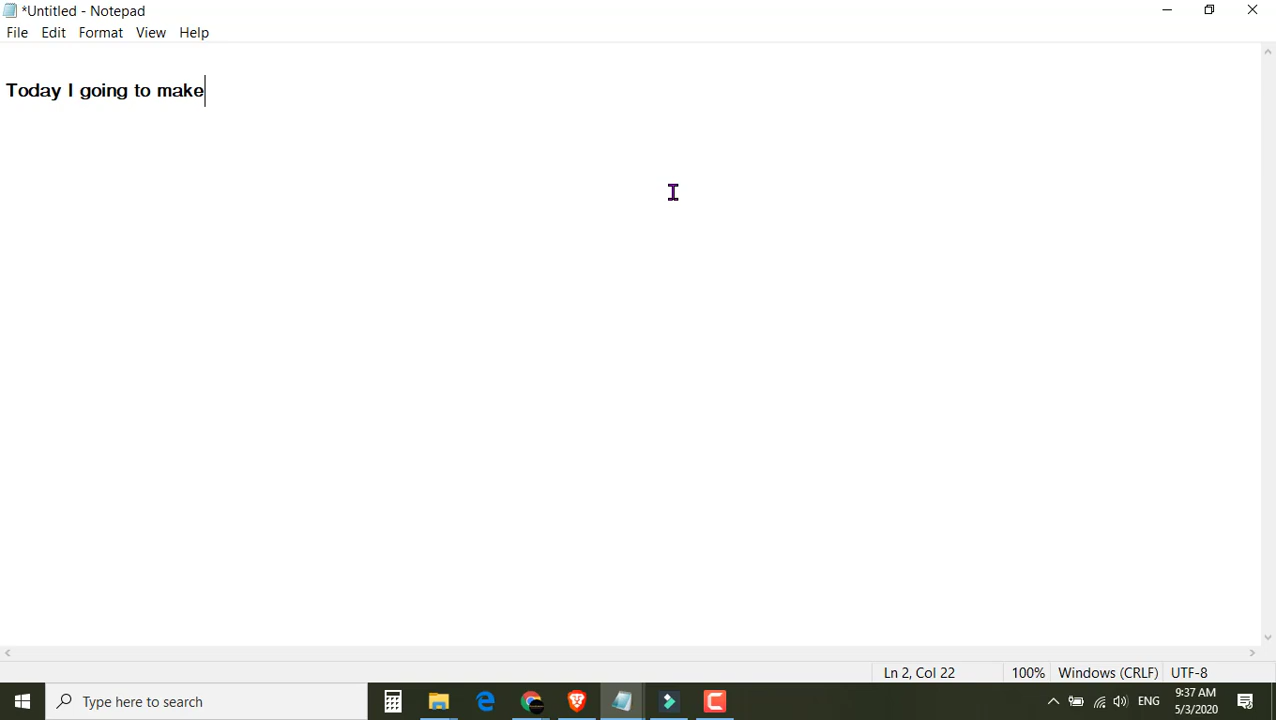 *Untitled - Notepad
File Edit Format View Help
Today I going to make
Ln 2, Col 22 100% Windows (CRLF) UTF-8
Type here to search
ENG
9:37 AM
5/3/2020